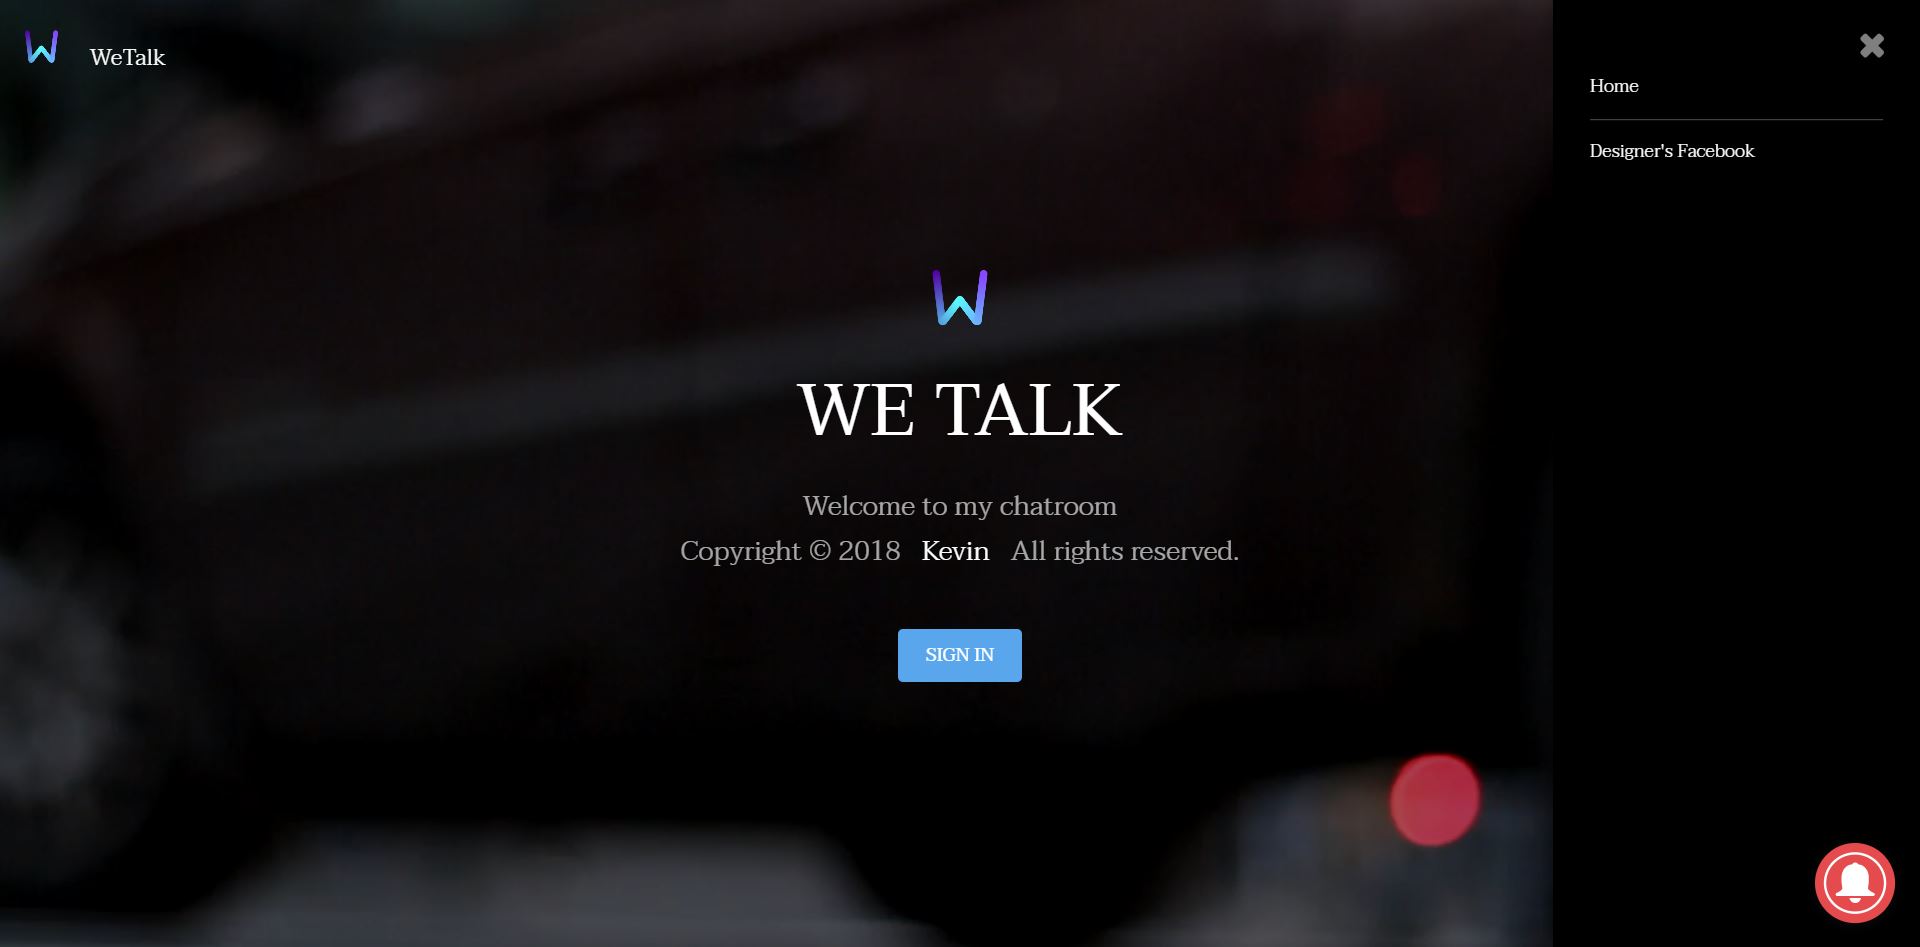 WeTalk
Home
Designer's Facebook
WE TALK
Welcome to my chatroom
Copyright © 2018 Kevin All rights reserved.
SIGN IN